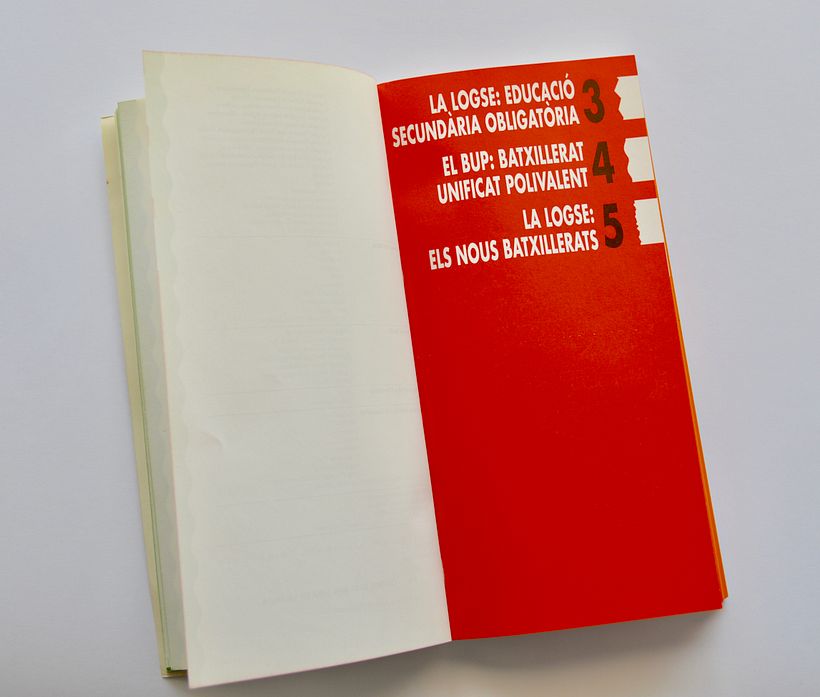 LA LOGSE: EDUCACIÓ 3
SECUNDÀRIA OBLIGATÒRIA
EL BUP: BATXILLERAT 4
UNIFICAT POLIVALENT
LA LOGSE: 5
ELS NOUS BATXILLERATS